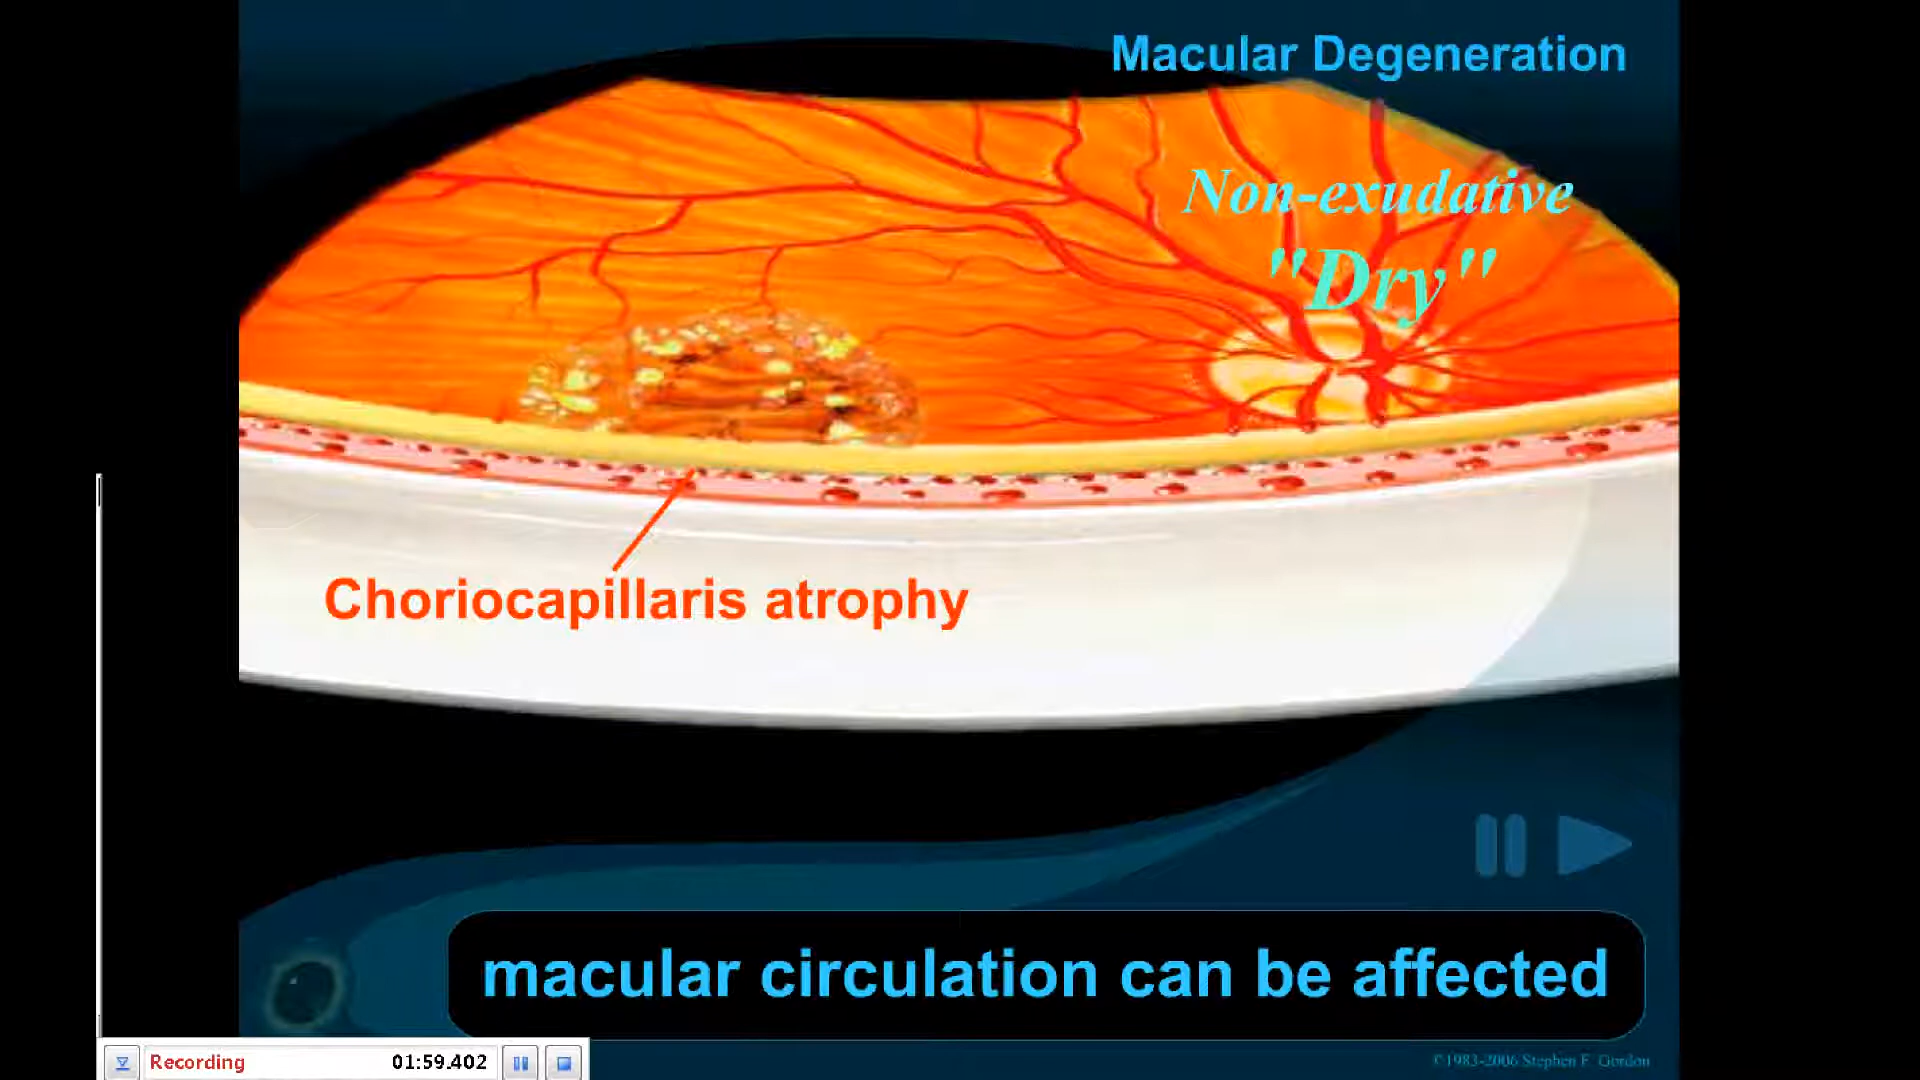 Macular Degeneration
Non-exudative
"Dry"
Choriocapillaris atrophy
macular circulation can be affected
©1983-2006 Stephen F. Gordon
Recording 01:59.402